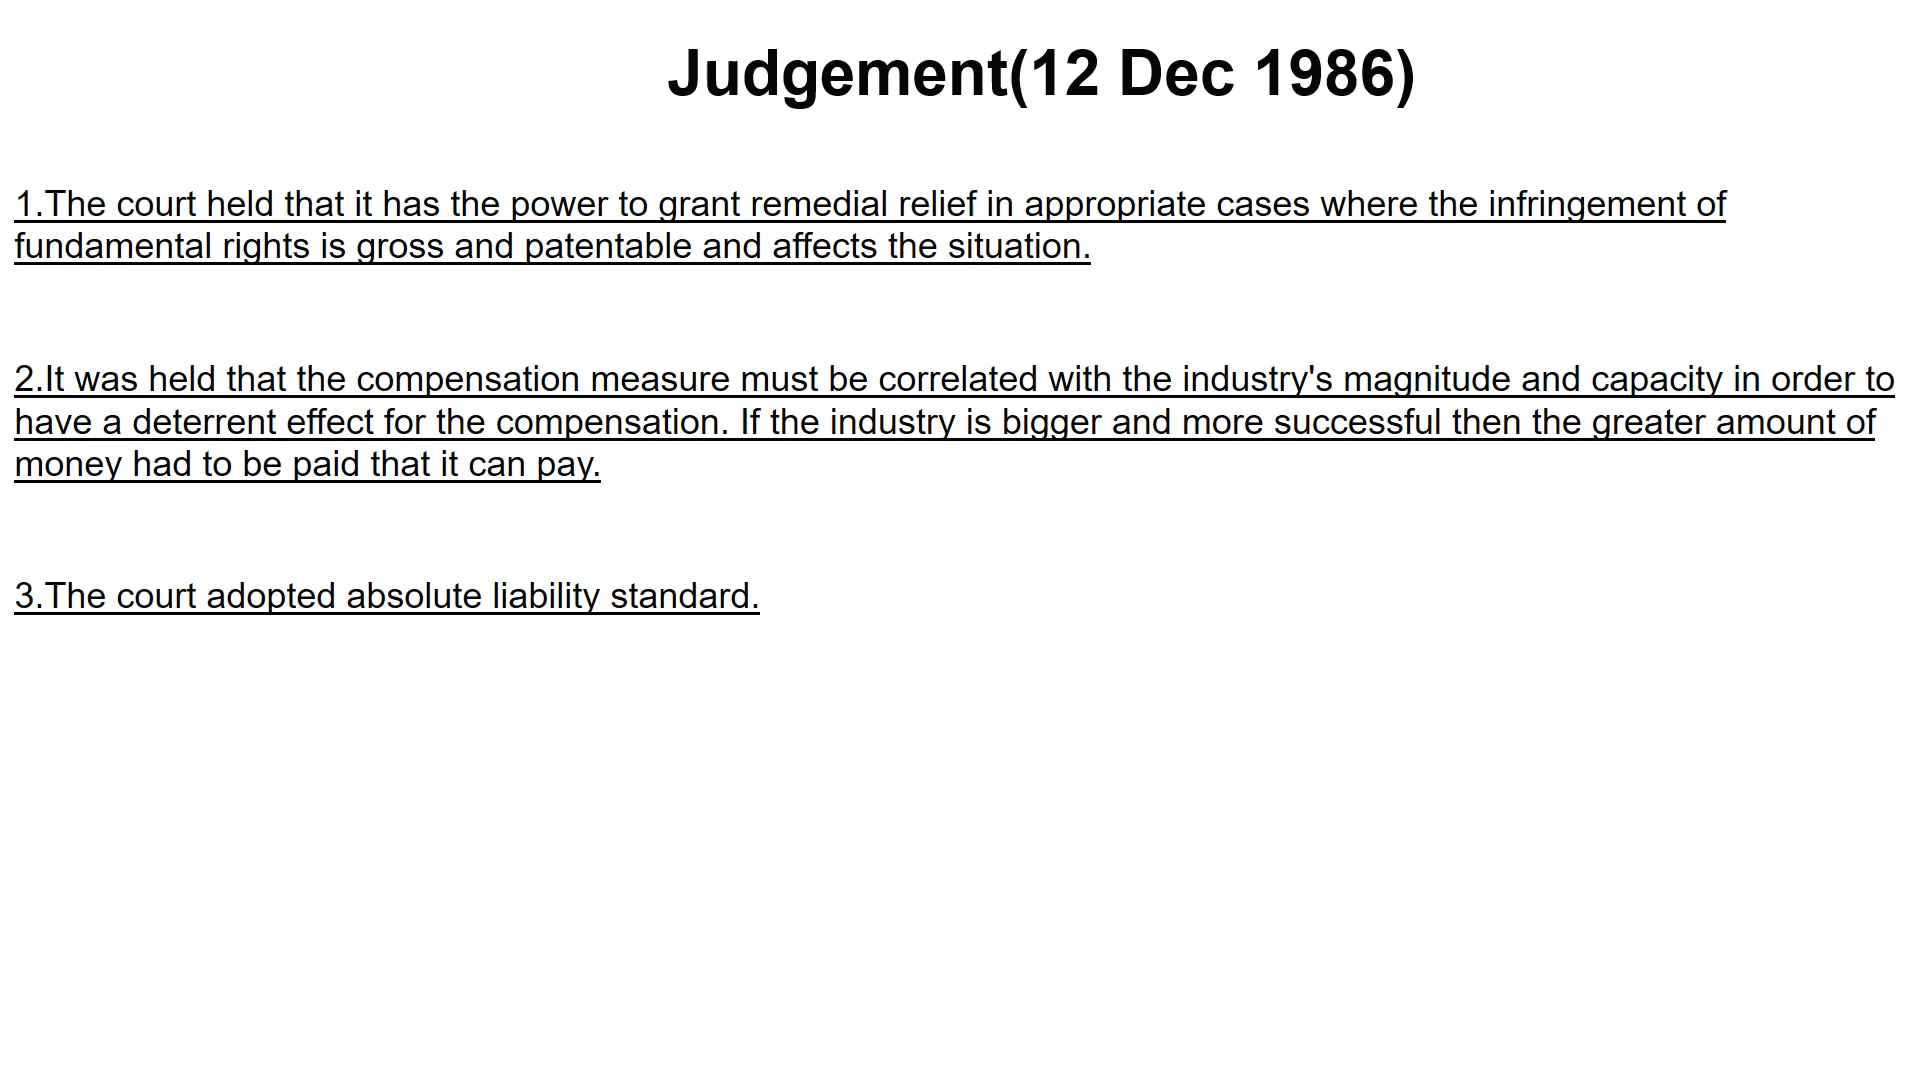 Judgement(12 Dec 1986)
1.The court held that it has the power to grant remedial relief in appropriate cases where the infringement of
fundamental rights is gross and patentable and affects the situation.
2.It was held that the compensation measure must be correlated with the industry's magnitude and capacity in order to
have a deterrent effect for the compensation. If the industry is bigger and more successful then the greater amount of
money had to be paid that it can pay.
3.The court adopted absolute liability standard.